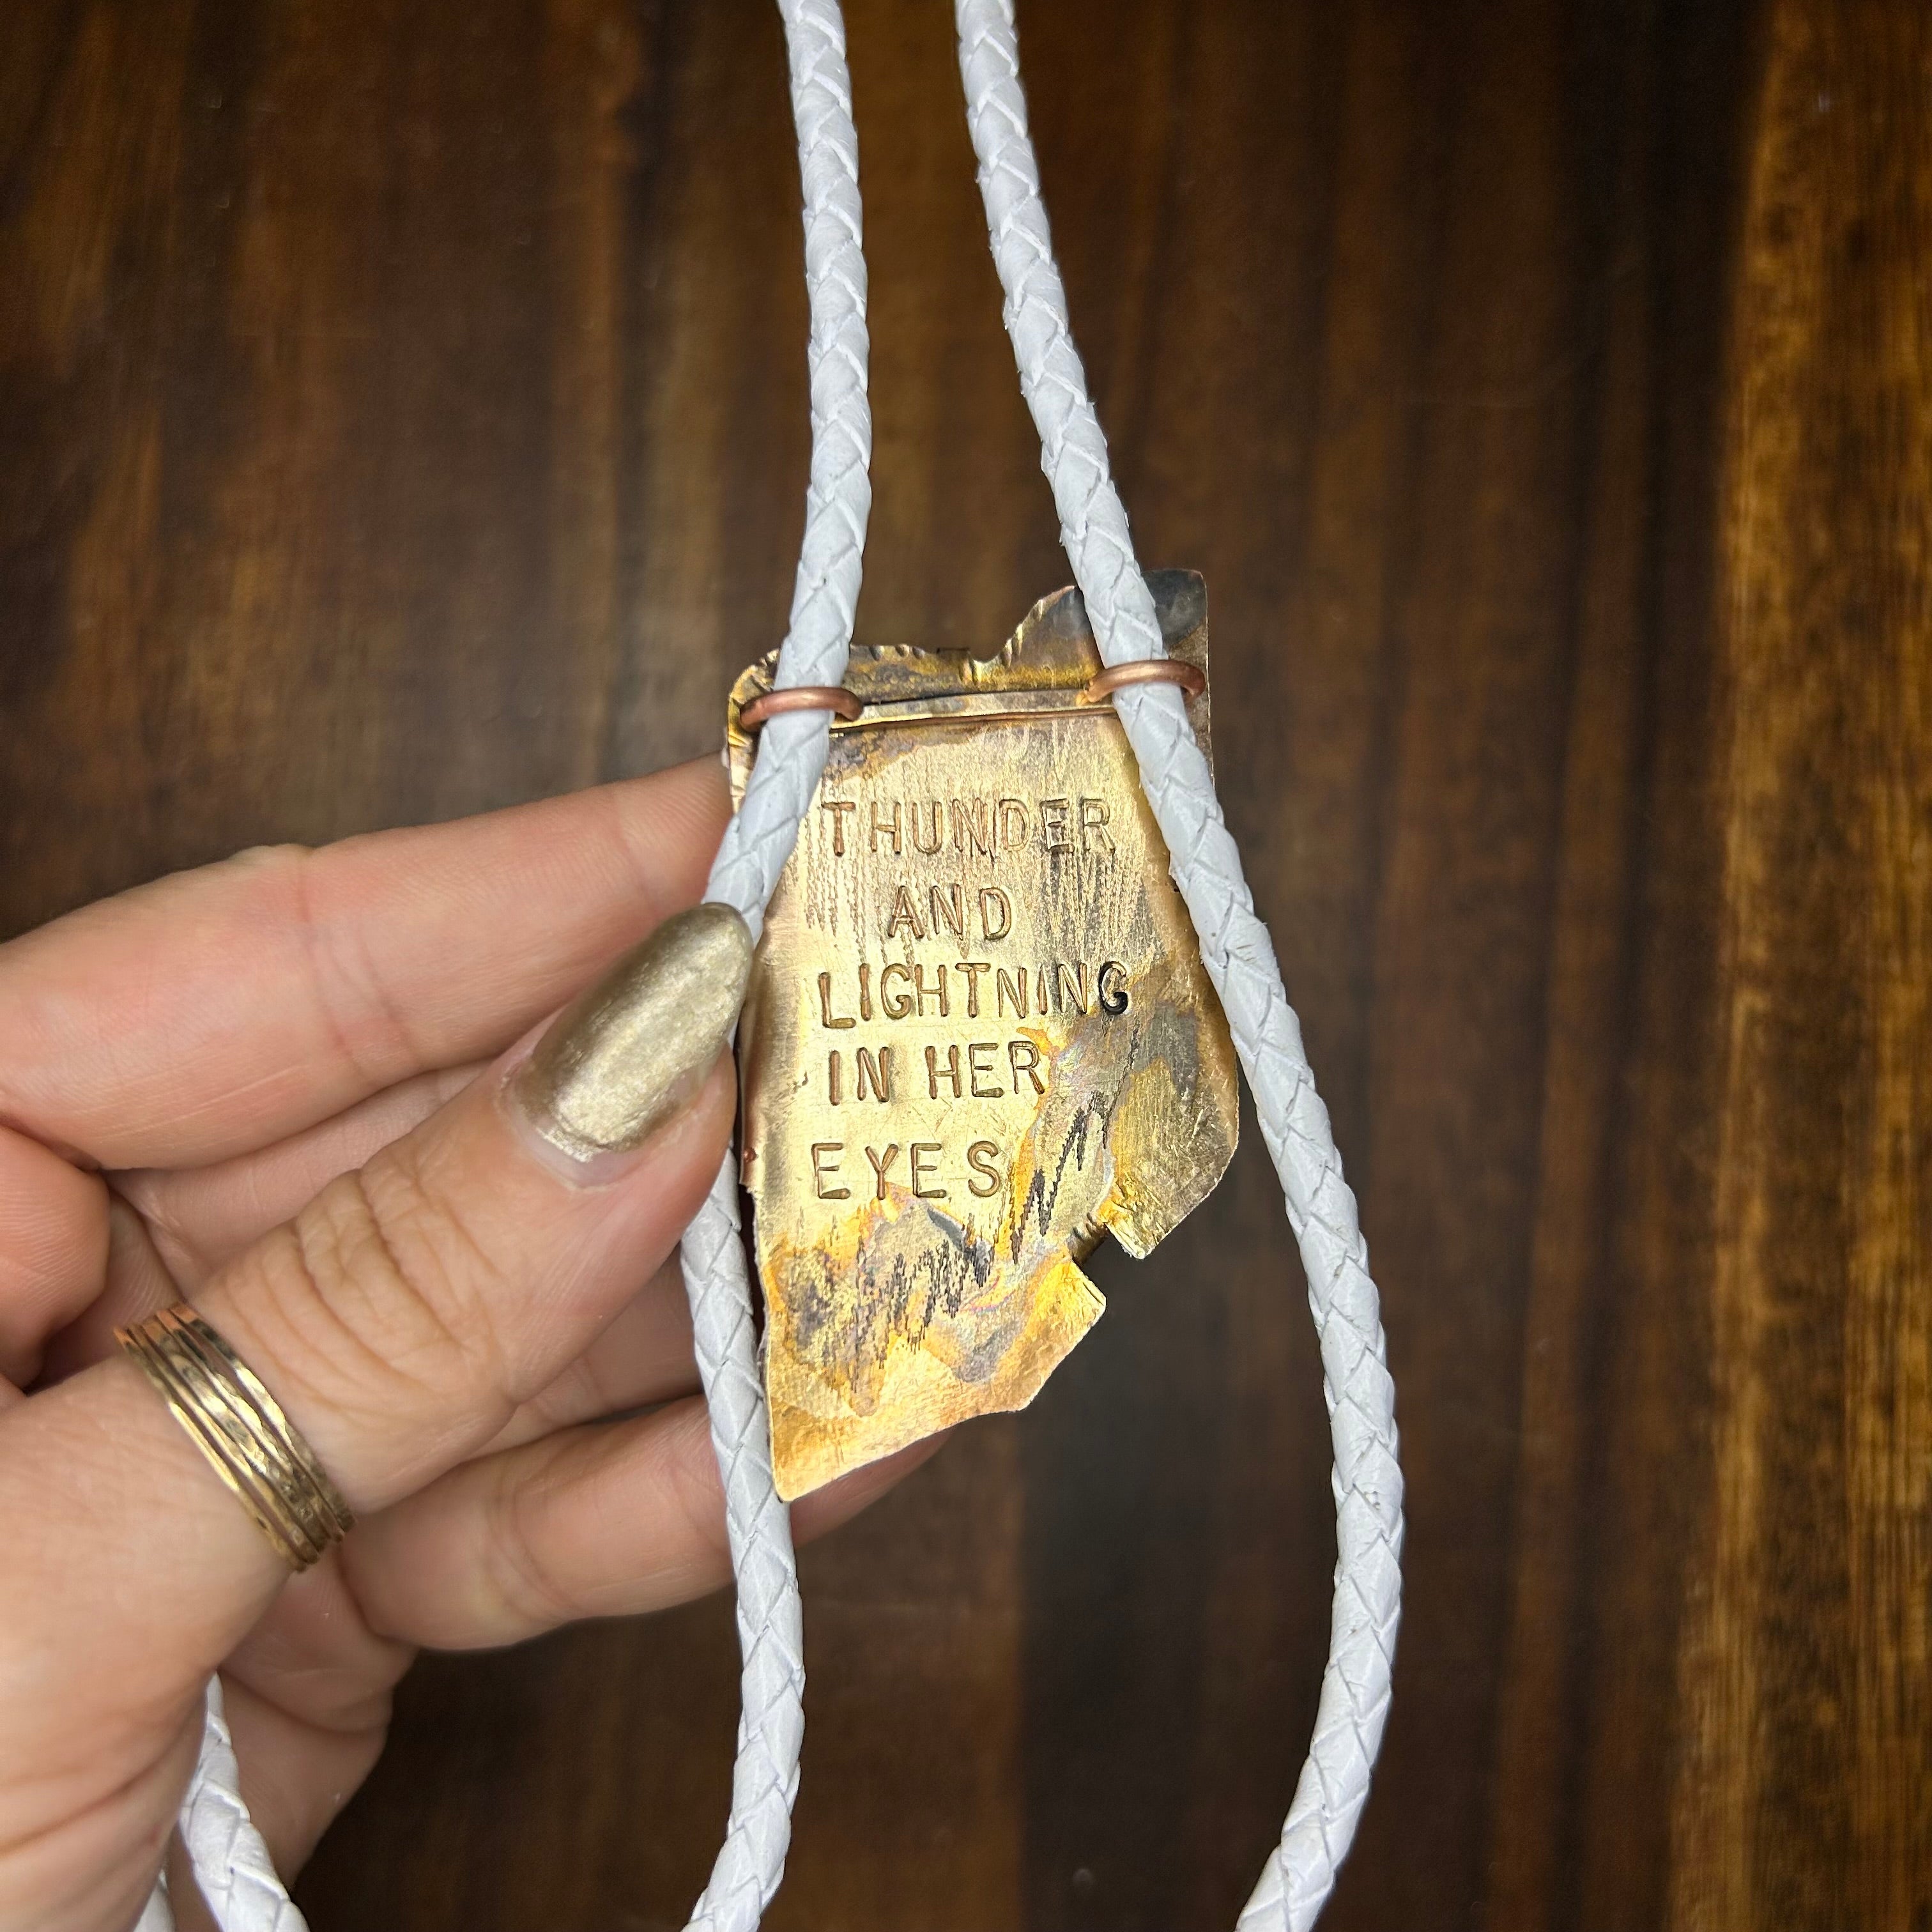 THUNDER
AND
LIGHTNING
IN HER
EYES